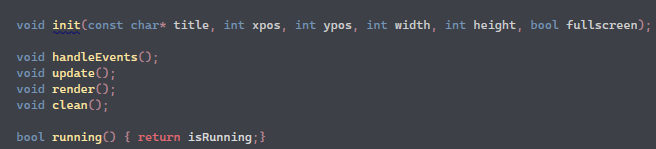 void init(const char* title, int xpos, int ypos, int width, int height, bool fullscreen);
void handleEvents();
void update();
void render();
void clean();
bool running() { return isRunning;}